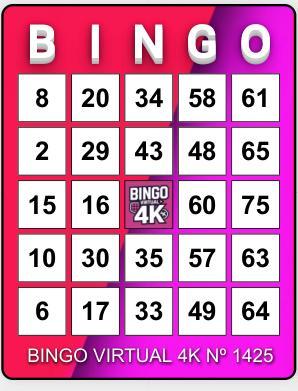 B I N G O
8 20 34 58 61
2 29 43 48 65
15 16 BINGO VIRTUAL 4K 60 75
10 30 35 57 63
6 17 33 49 64
BINGO VIRTUAL 4K Nº 1425